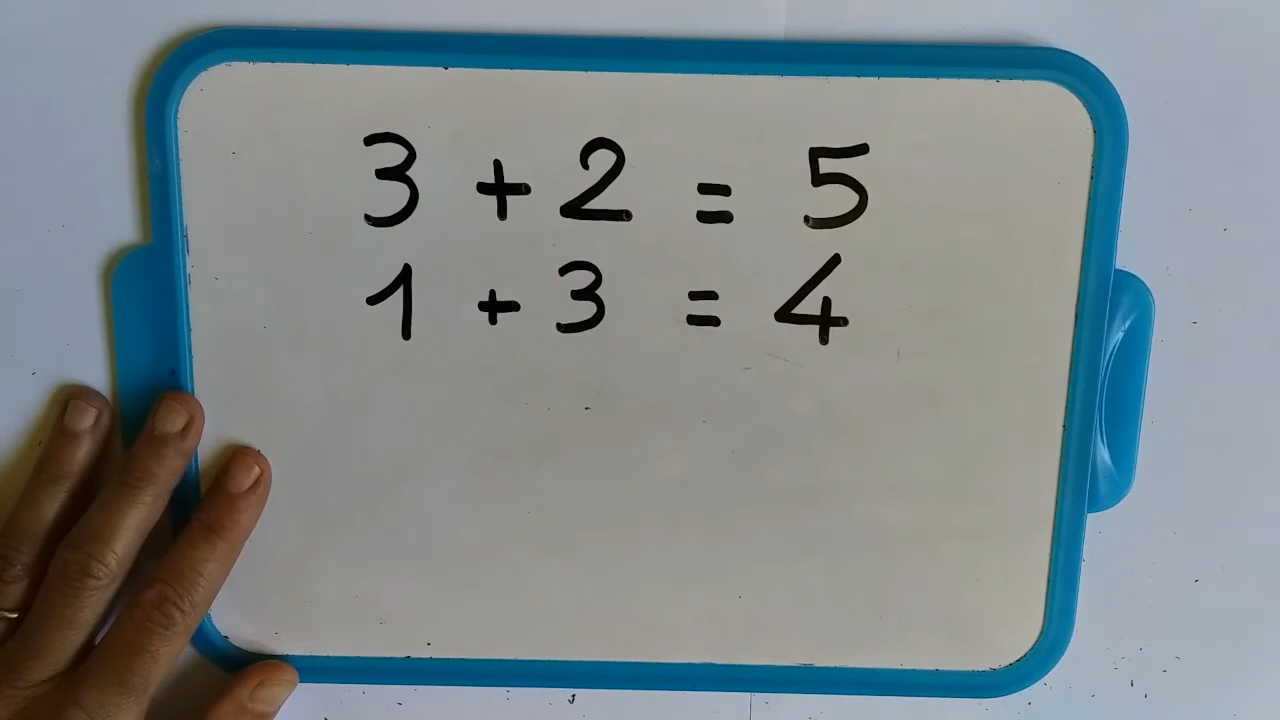 3 + 2 = 5
1 + 3 = 4